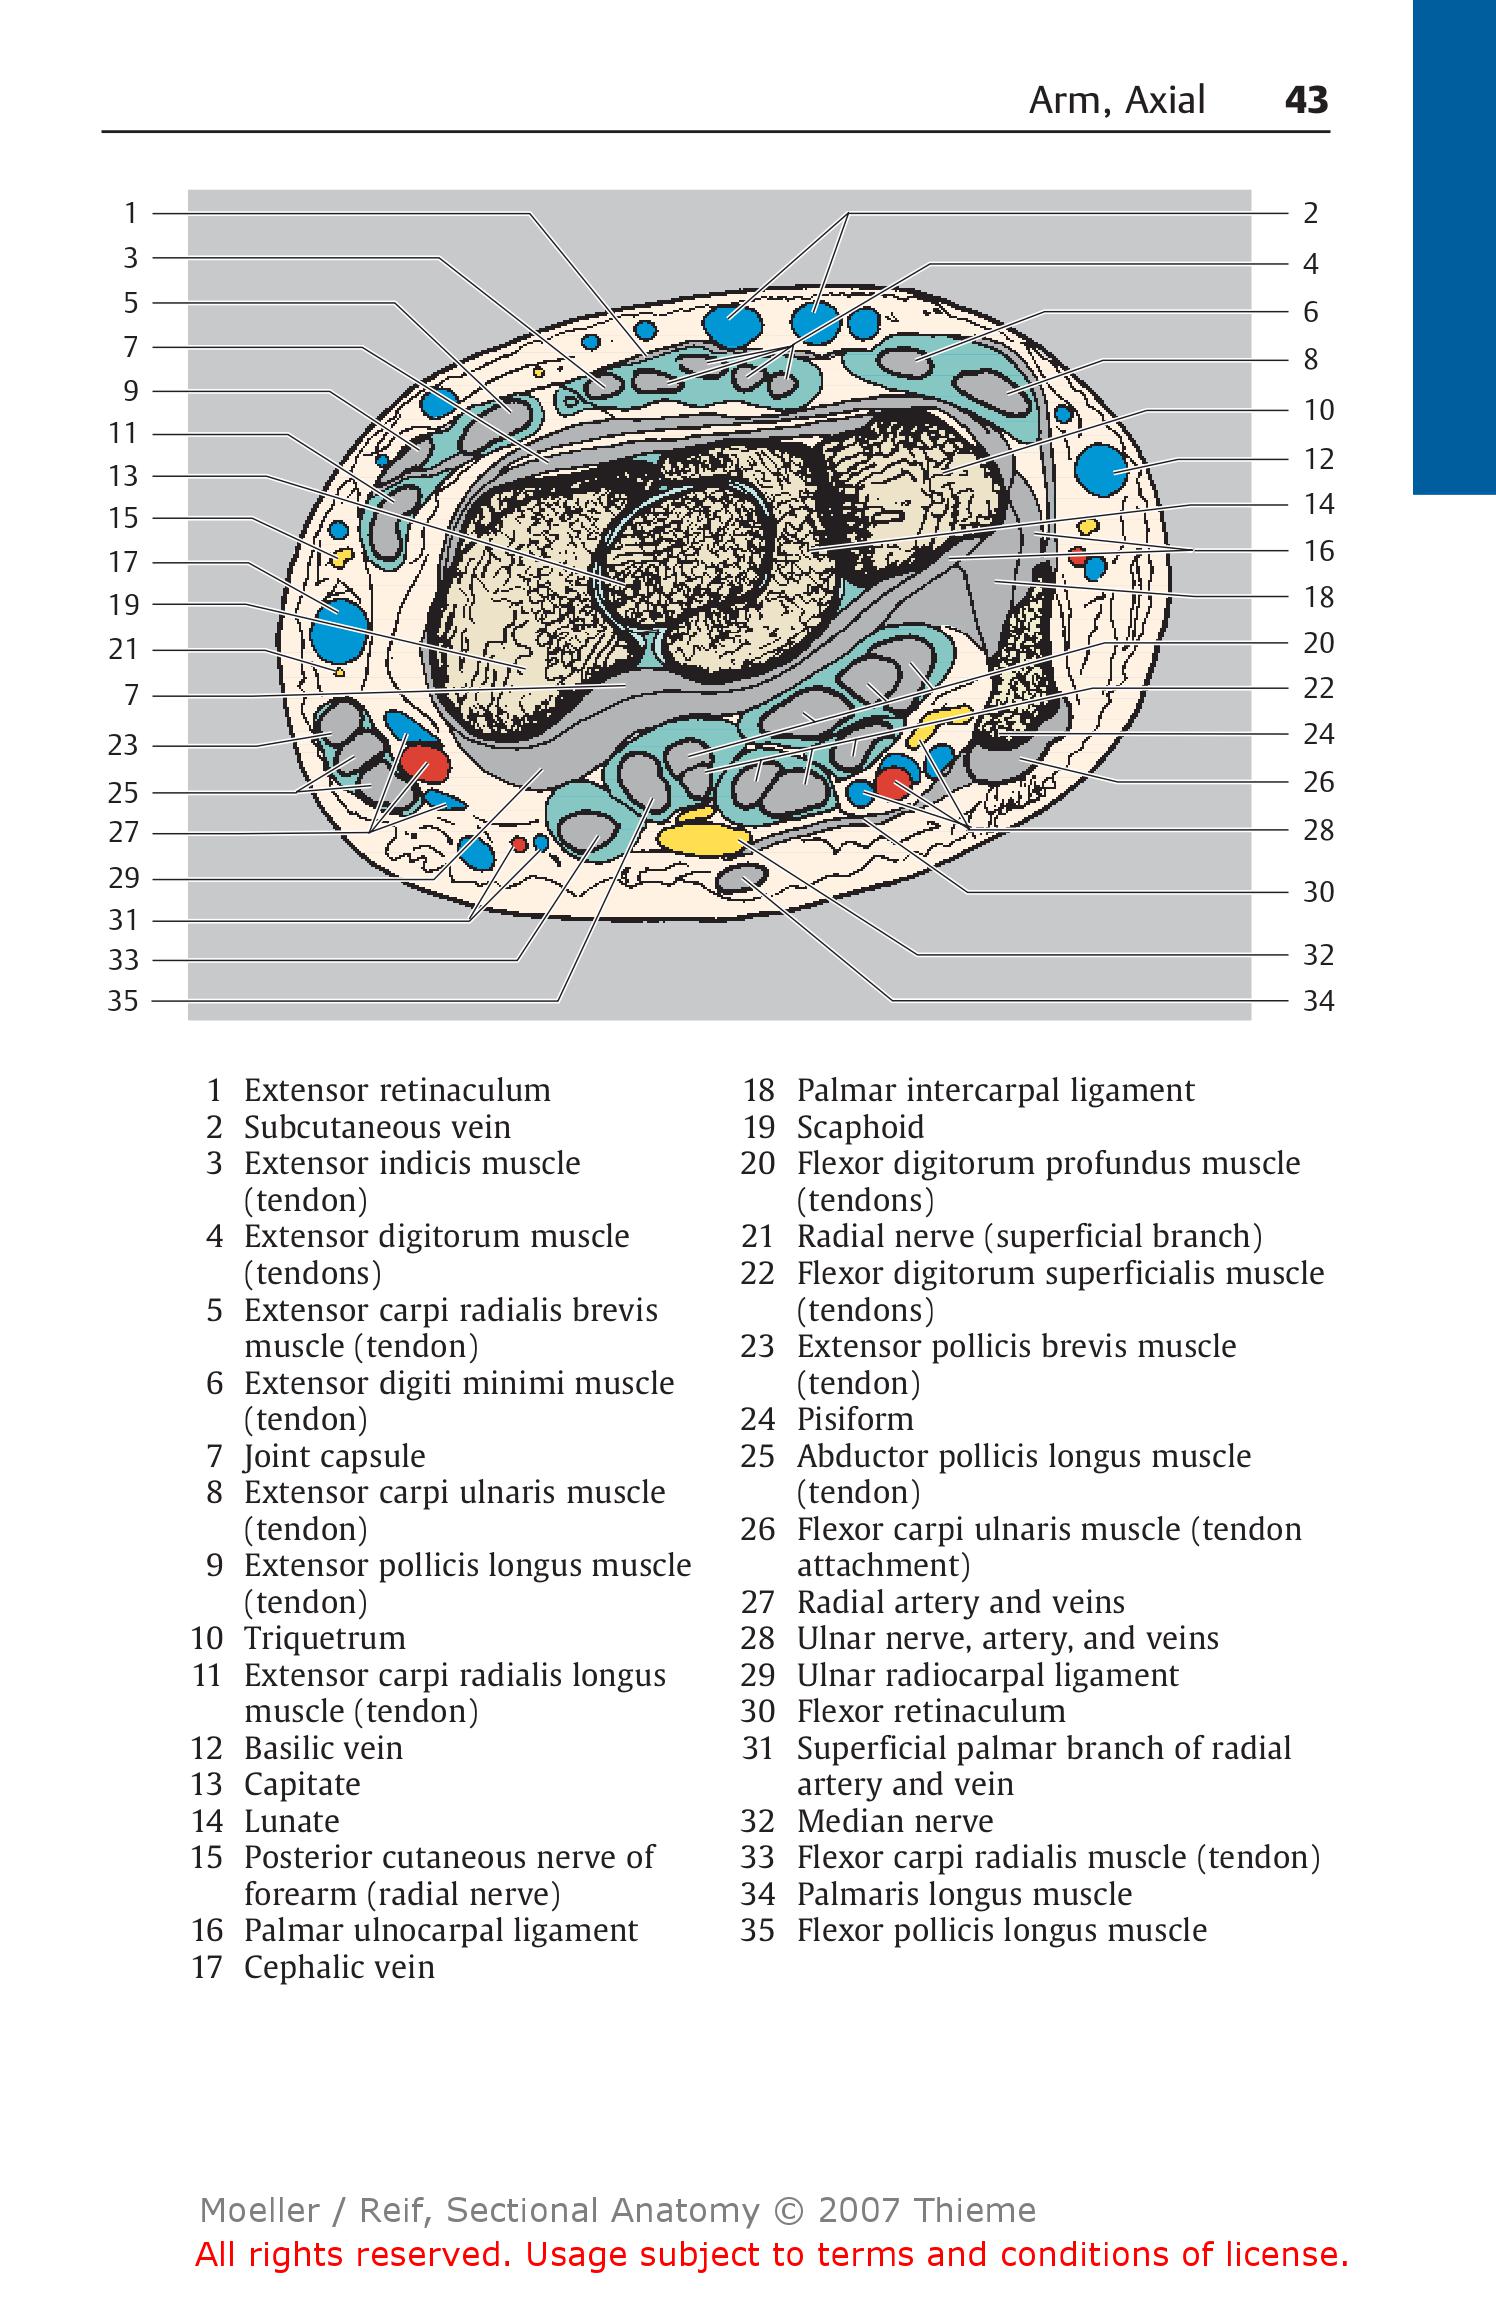 Arm, Axial 43
1
3
5
7
9
11
13
15
17
19
21
7
23
25
27
29
31
33
35
2
4
6
8
10
12
14
16
18
20
22
24
26
28
30
32
34
1 Extensor retinaculum
2 Subcutaneous vein
3 Extensor indicis muscle
(tendon)
4 Extensor digitorum muscle
(tendons)
5 Extensor carpi radialis brevis
muscle (tendon)
6 Extensor digiti minimi muscle
(tendon)
7 Joint capsule
8 Extensor carpi ulnaris muscle
(tendon)
9 Extensor pollicis longus muscle
(tendon)
10 Triquetrum
11 Extensor carpi radialis longus
muscle (tendon)
12 Basilic vein
13 Capitate
14 Lunate
15 Posterior cutaneous nerve of
forearm (radial nerve)
16 Palmar ulnocarpal ligament
17 Cephalic vein
18 Palmar intercarpal ligament
19 Scaphoid
20 Flexor digitorum profundus muscle
(tendons)
21 Radial nerve (superficial branch)
22 Flexor digitorum superficialis muscle
(tendons)
23 Extensor pollicis brevis muscle
(tendon)
24 Pisiform
25 Abductor pollicis longus muscle
(tendon)
26 Flexor carpi ulnaris muscle (tendon
attachment)
27 Radial artery and veins
28 Ulnar nerve, artery, and veins
29 Ulnar radiocarpal ligament
30 Flexor retinaculum
31 Superficial palmar branch of radial
artery and vein
32 Median nerve
33 Flexor carpi radialis muscle (tendon)
34 Palmaris longus muscle
35 Flexor pollicis longus muscle
Moeller / Reif, Sectional Anatomy © 2007 Thieme
All rights reserved. Usage subject to terms and conditions of license.